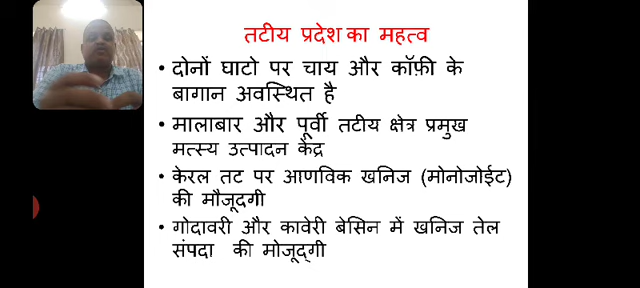 तटीय प्रदेश का महत्व
• दोनों घाटो पर चाय और कॉफ़ी के
बागान अवस्थित है
• मालाबार और पूर्वी तटीय क्षेत्र प्रमुख
मत्स्य उत्पादन केंद्र
• केरल तट पर आणविक खनिज (मोनोजोईट)
की मौजूदगी
• गोदावरी और कावेरी बेसिन में खनिज तेल
संपदा की मोजूद्गी